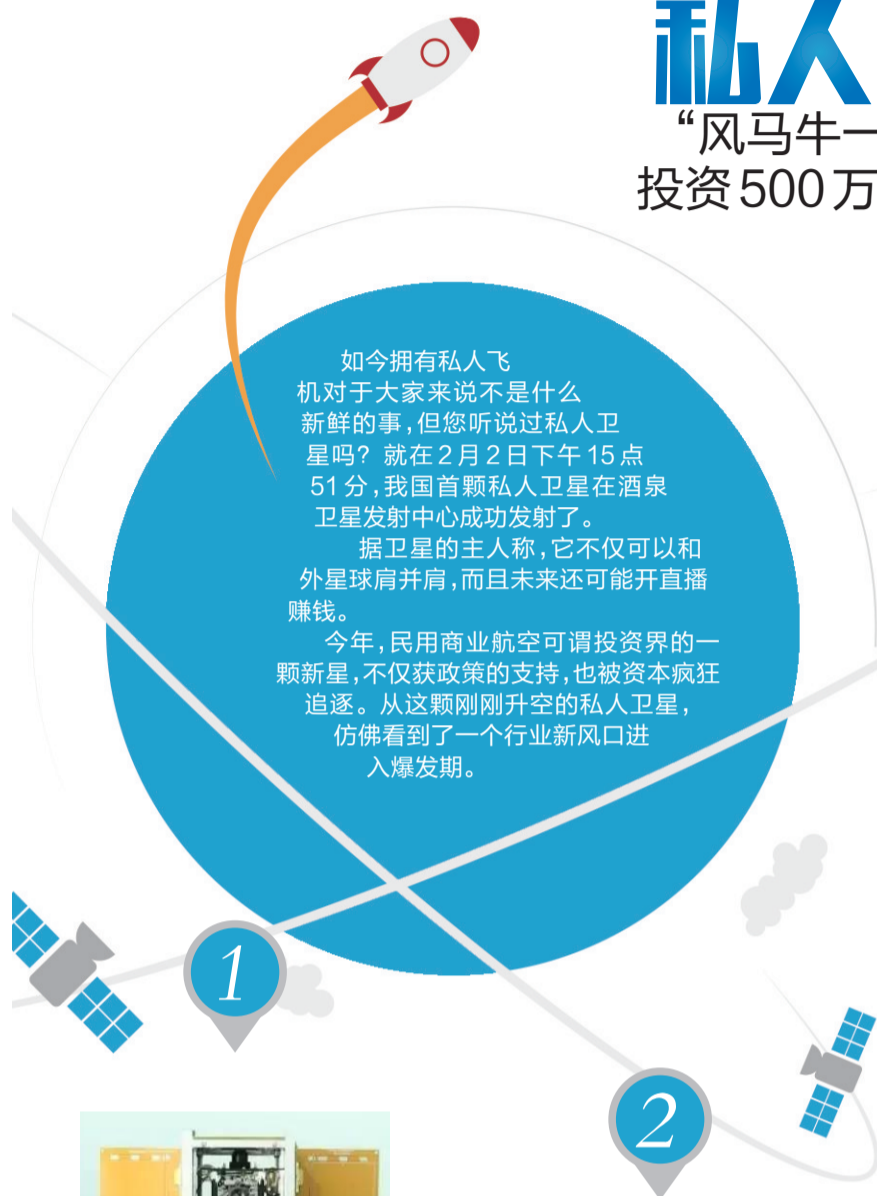 私人
“风马牛一
投资500万
如今拥有私人飞
机对于大家来说不是什么
新鲜的事,但您听说过私人卫
星吗？就在2月2日下午15点
51分,我国首颗私人卫星在酒泉
卫星发射中心成功发射了。
据卫星的主人称,它不仅可以和
外星球肩并肩,而且未来还可能开直播
赚钱。
今年,民用商业航空可谓投资界的一
颗新星,不仅获政策的支持,也被资本疯狂
追逐。从这颗刚刚升空的私人卫星，
仿佛看到了一个行业新风口进
入爆发期。
1
2